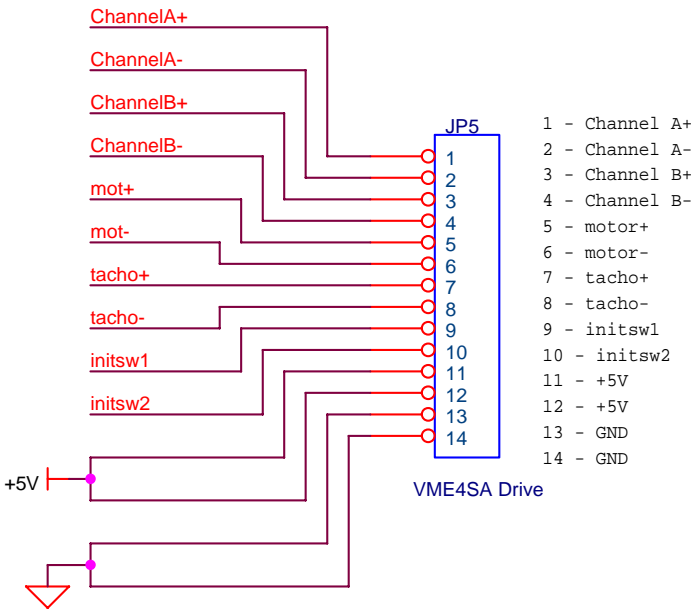 ChannelA+
ChannelA-
ChannelB+
ChannelB-
mot+
mot-
tacho+
tacho-
initsw1
initsw2
+5V
JP5
1
2
3
4
5
6
7
8
9
10
11
12
13
14
VME4SA Drive
1 - Channel A+
2 - Channel A-
3 - Channel B+
4 - Channel B-
5 - motor+
6 - motor-
7 - tacho+
8 - tacho-
9 - initsw1
10 - initsw2
11 - +5V
12 - +5V
13 - GND
14 - GND